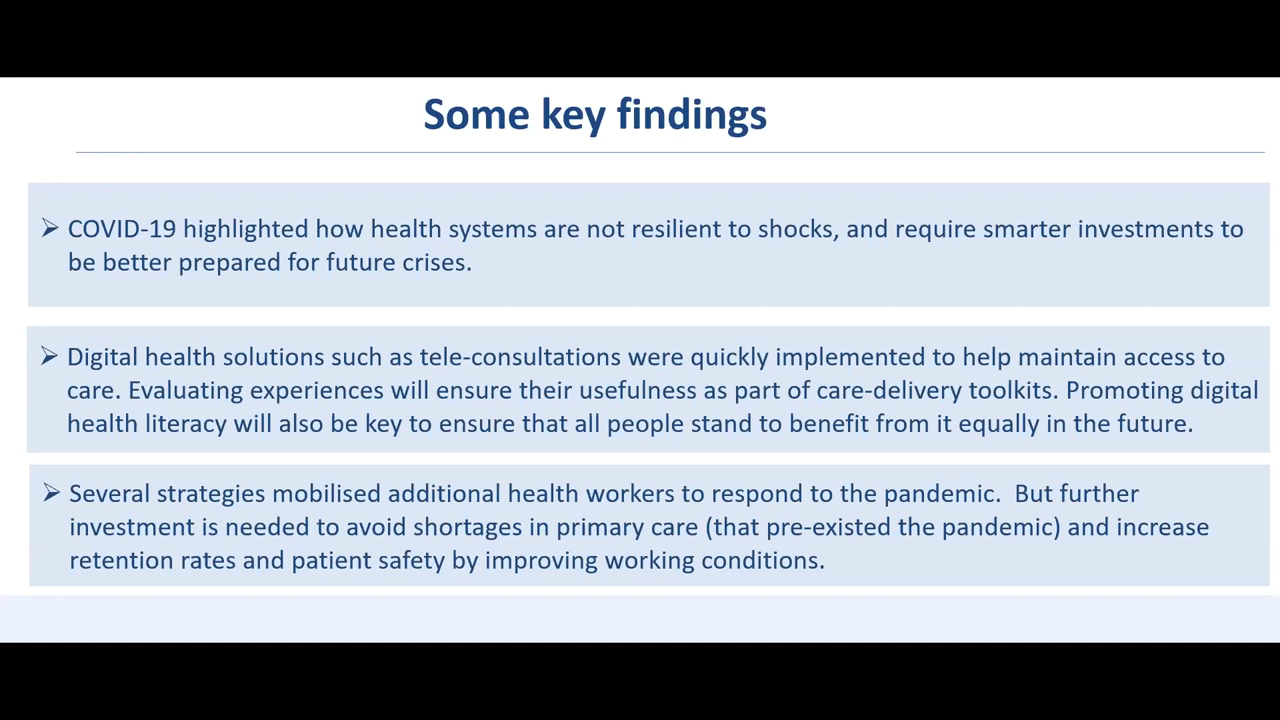 Some key findings
➢ COVID-19 highlighted how health systems are not resilient to shocks, and require smarter investments to
be better prepared for future crises.
➢ Digital health solutions such as tele-consultations were quickly implemented to help maintain access to
care. Evaluating experiences will ensure their usefulness as part of care-delivery toolkits. Promoting digital
health literacy will also be key to ensure that all people stand to benefit from it equally in the future.
➢ Several strategies mobilised additional health workers to respond to the pandemic.  But further
investment is needed to avoid shortages in primary care (that pre-existed the pandemic) and increase
retention rates and patient safety by improving working conditions.